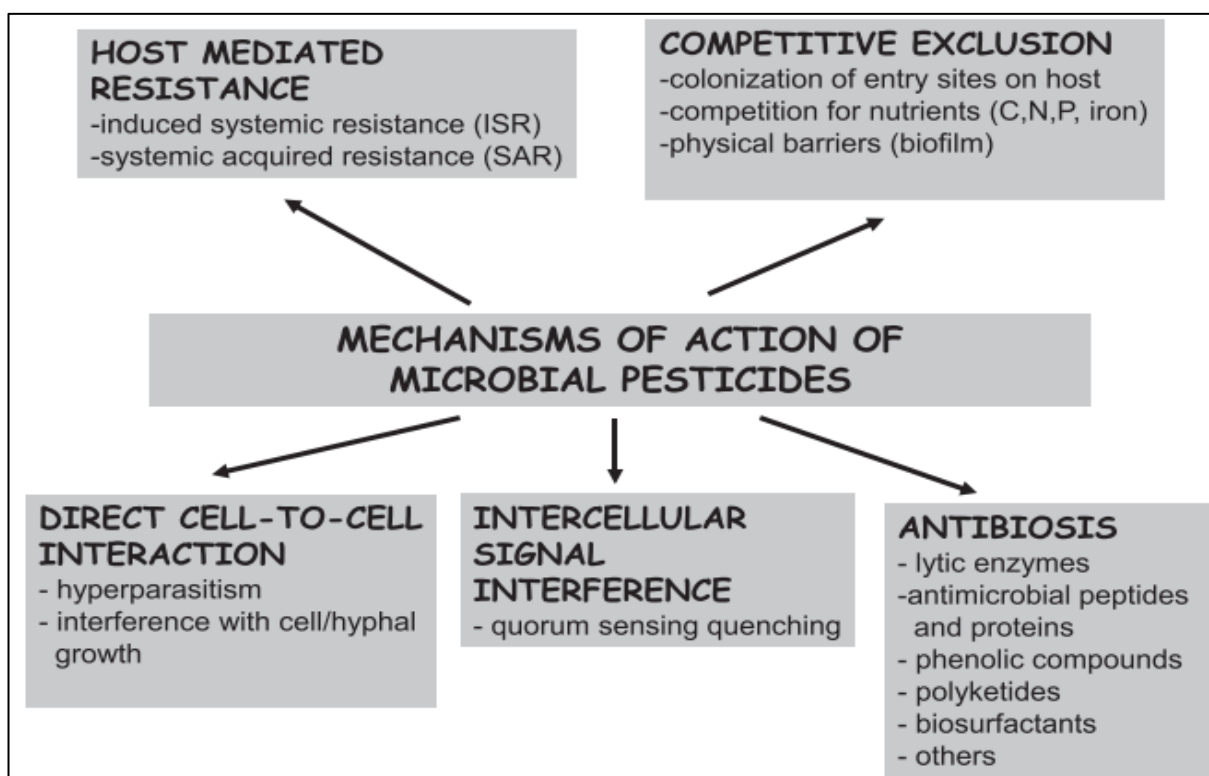 HOST MEDIATED
RESISTANCE
-induced systemic resistance (ISR)
-systemic acquired resistance (SAR)
COMPETITIVE EXCLUSION
-colonization of entry sites on host
-competition for nutrients (C,N,P, iron)
-physical barriers (biofilm)
MECHANISMS OF ACTION OF
MICROBIAL PESTICIDES
DIRECT CELL-TO-CELL
INTERACTION
- hyperparasitism
- interference with cell/hyphal
growth
INTERCELLULAR
SIGNAL
INTERFERENCE
- quorum sensing quenching
ANTIBIOSIS
- lytic enzymes
-antimicrobial peptides
and proteins
- phenolic compounds
- polyketides
- biosurfactants
- others